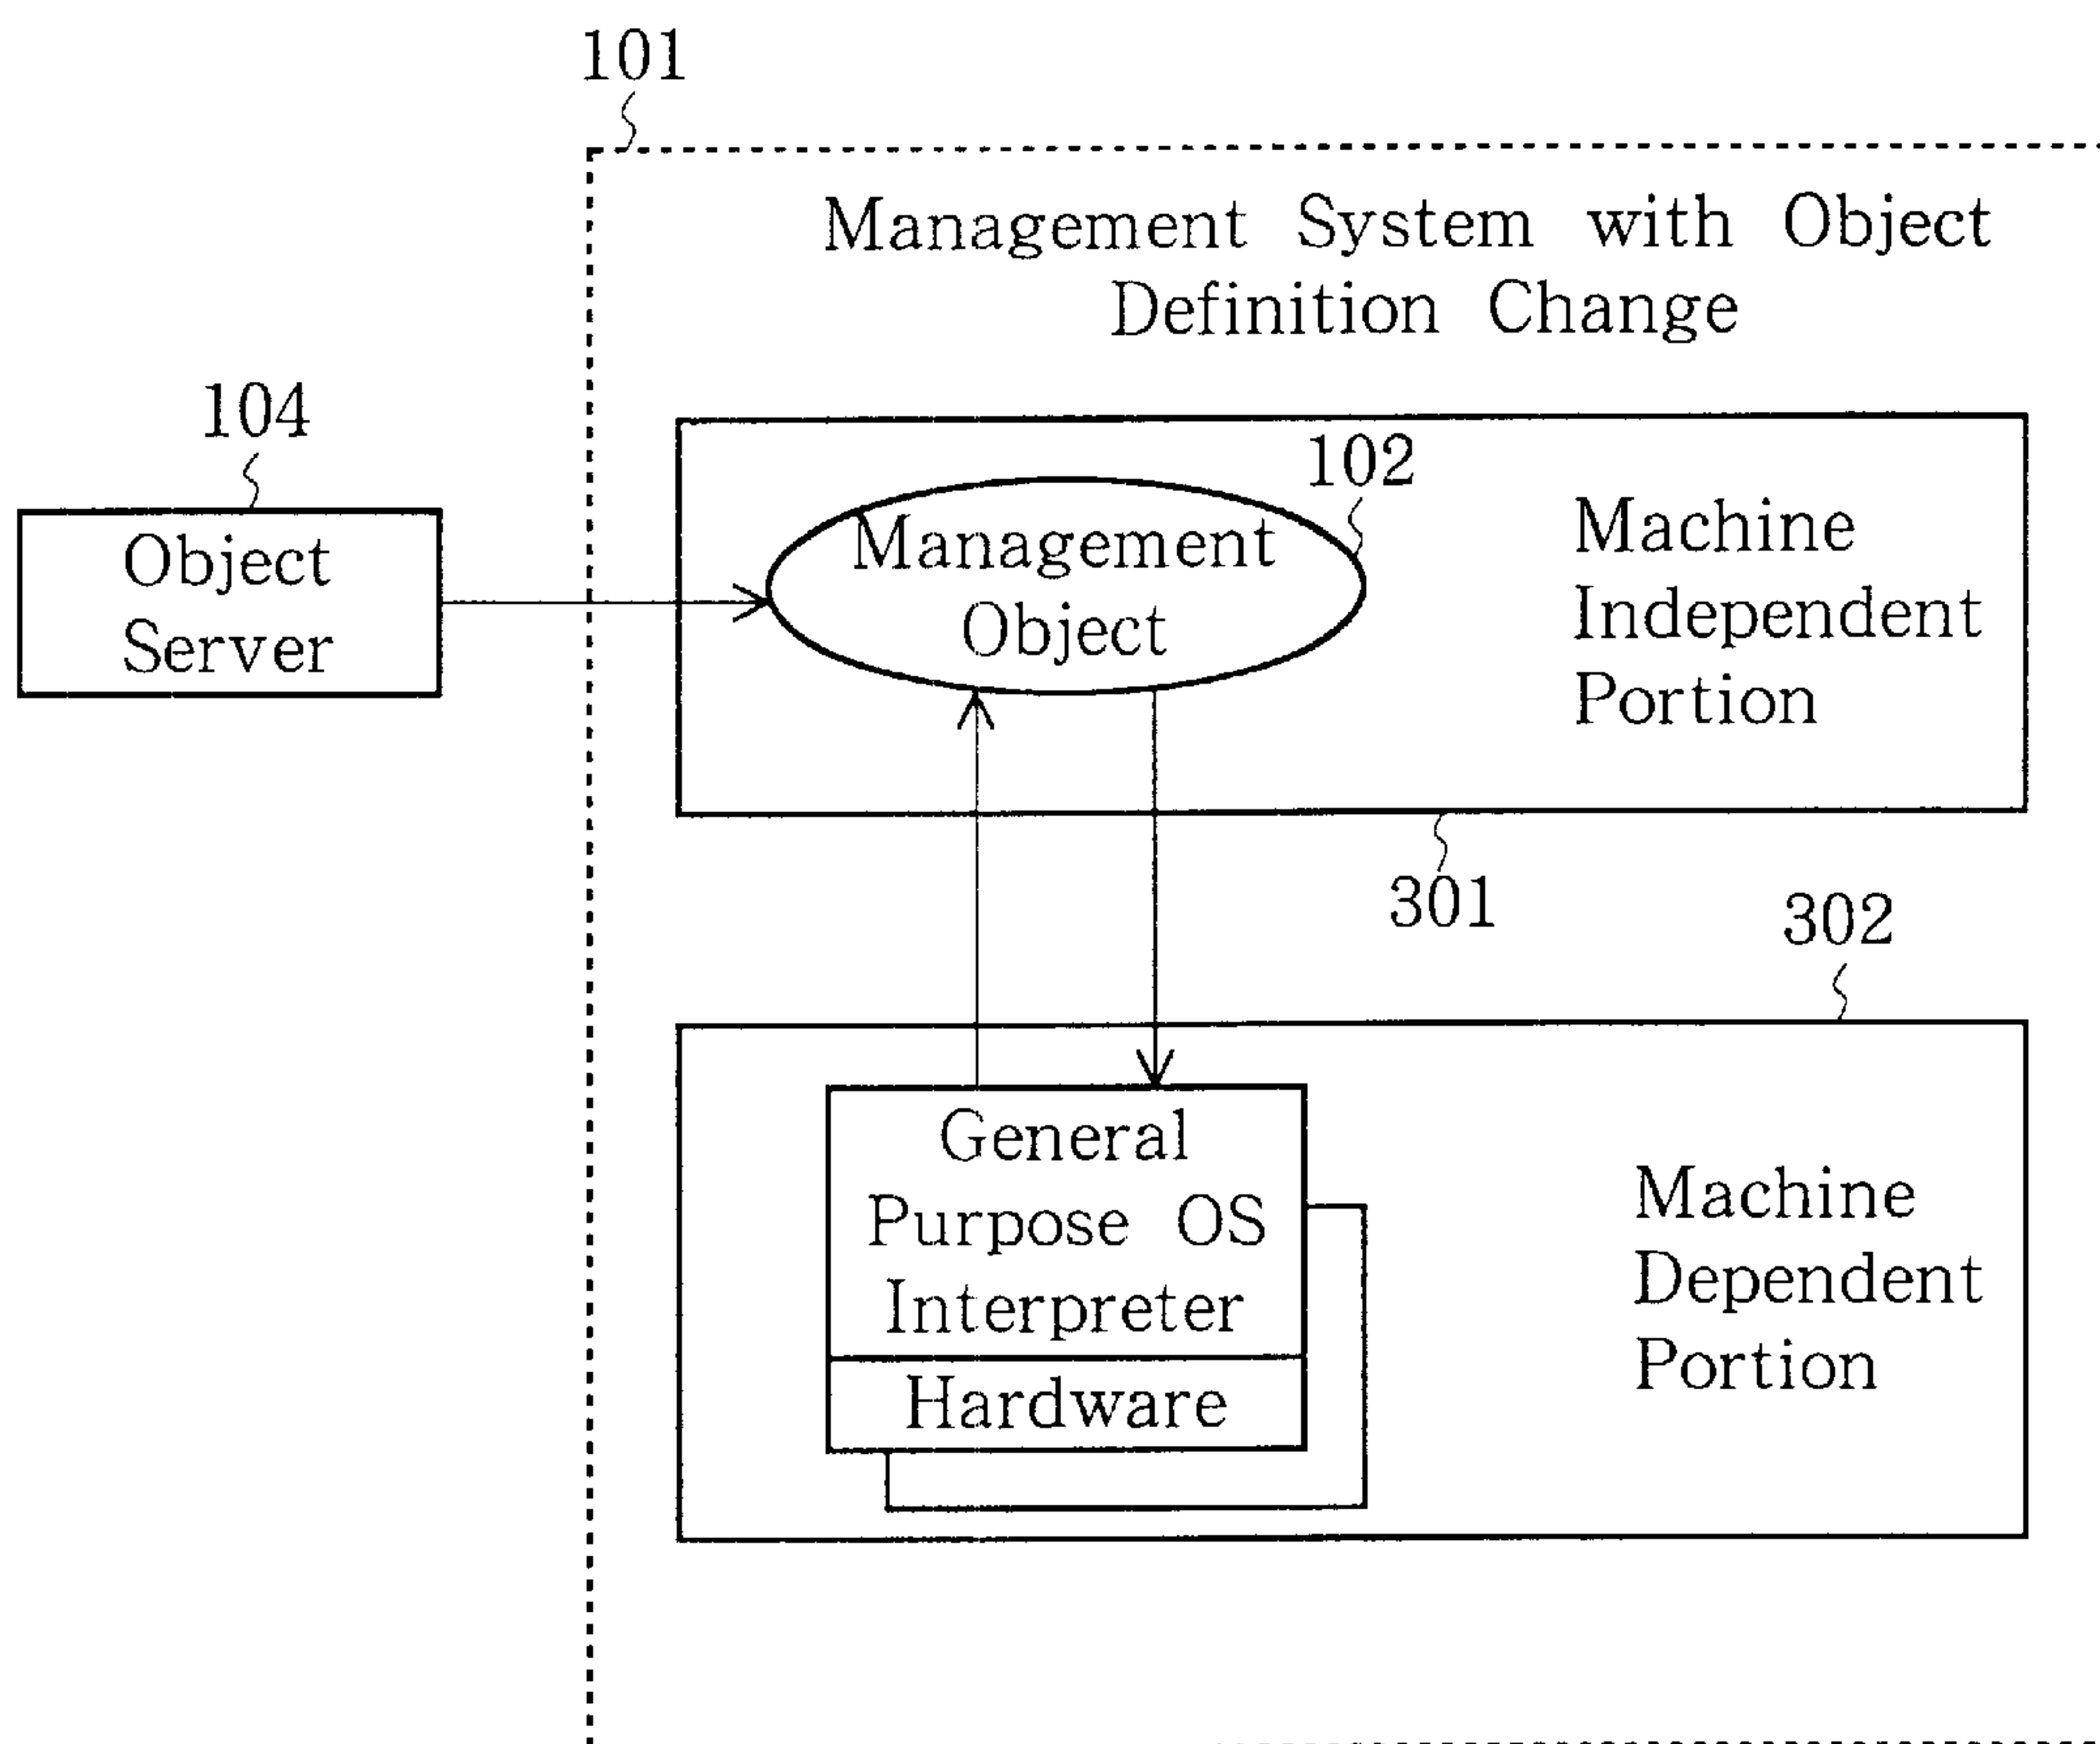 101
Management System with Object
Definition Change
104
Object
Server
102
Management
Object
Machine
Independent
Portion
301
302
General
Purpose OS
Interpreter
Hardware
Machine
Dependent
Portion